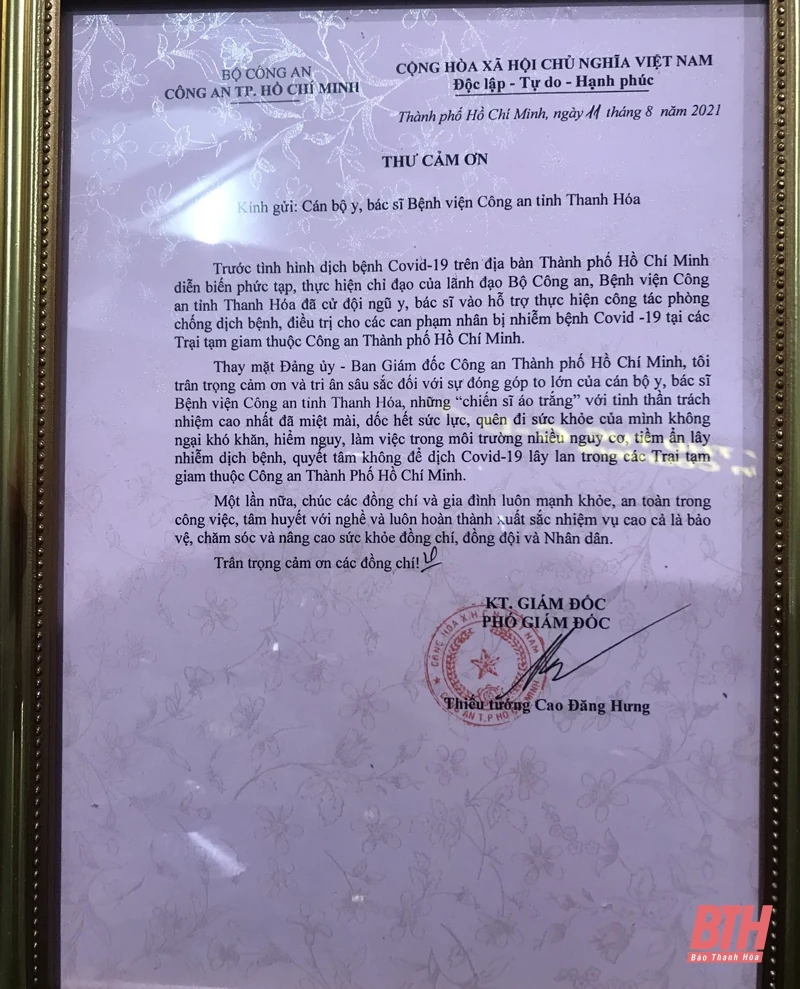 BỘ CÔNG AN
CÔNG AN TP. HỒ CHÍ MINH
CỘNG HÒA XÃ HỘI CHỦ NGHĨA VIỆT NAM
Độc lập - Tự do - Hạnh phúc
Thành phố Hồ Chí Minh, ngày 11 tháng 8 năm 2021
THƯ CẢM ƠN
Kính gửi: Cán bộ y, bác sĩ Bệnh viện Công an tỉnh Thanh Hóa
Trước tình hình dịch bệnh Covid-19 trên địa bàn Thành phố Hồ Chí Minh
diễn biến phức tạp, thực hiện chỉ đạo của lãnh đạo Bộ Công an, Bệnh viện Công
an tỉnh Thanh Hóa đã cử đội ngũ y, bác sĩ vào hỗ trợ thực hiện công tác phòng
chống dịch bệnh, điều trị cho các can phạm nhân bị nhiễm bệnh Covid -19 tại các
Trại tạm giam thuộc Công an Thành phố Hồ Chí Minh.
Thay mặt Đảng ủy - Ban Giám đốc Công an Thành phố Hồ Chí Minh, tôi
trân trọng cảm ơn và tri ân sâu sắc đối với sự đóng góp to lớn của cán bộ y, bác sĩ
Bệnh viện Công an tỉnh Thanh Hóa, những “chiến sĩ áo trắng” với tinh thần trách
nhiệm cao nhất đã miệt mài, dốc hết sức lực, quên đi sức khỏe của mình không
ngại khó khăn, hiểm nguy, làm việc trong môi trường nhiều nguy cơ, tiềm ẩn lây
nhiễm dịch bệnh, quyết tâm không để dịch Covid-19 lây lan trong các Trại tạm
giam thuộc Công an Thành Phố Hồ Chí Minh.
Một lần nữa, chúc các đồng chí và gia đình luôn mạnh khỏe, an toàn trong
công việc, tâm huyết với nghề và luôn hoàn thành xuất sắc nhiệm vụ cao cả là bảo
vệ, chăm sóc và nâng cao sức khỏe đồng chí, đồng đội và Nhân dân.
Trân trọng cảm ơn các đồng chí!
KT. GIÁM ĐỐC
PHÓ GIÁM ĐỐC
CỘNG HÒA X.H.C.N VIỆT NAM
CÔNG AN T.P HỒ CHÍ MINH
Thiếu tướng Cao Đăng Hưng
BTH
Báo Thanh Hóa